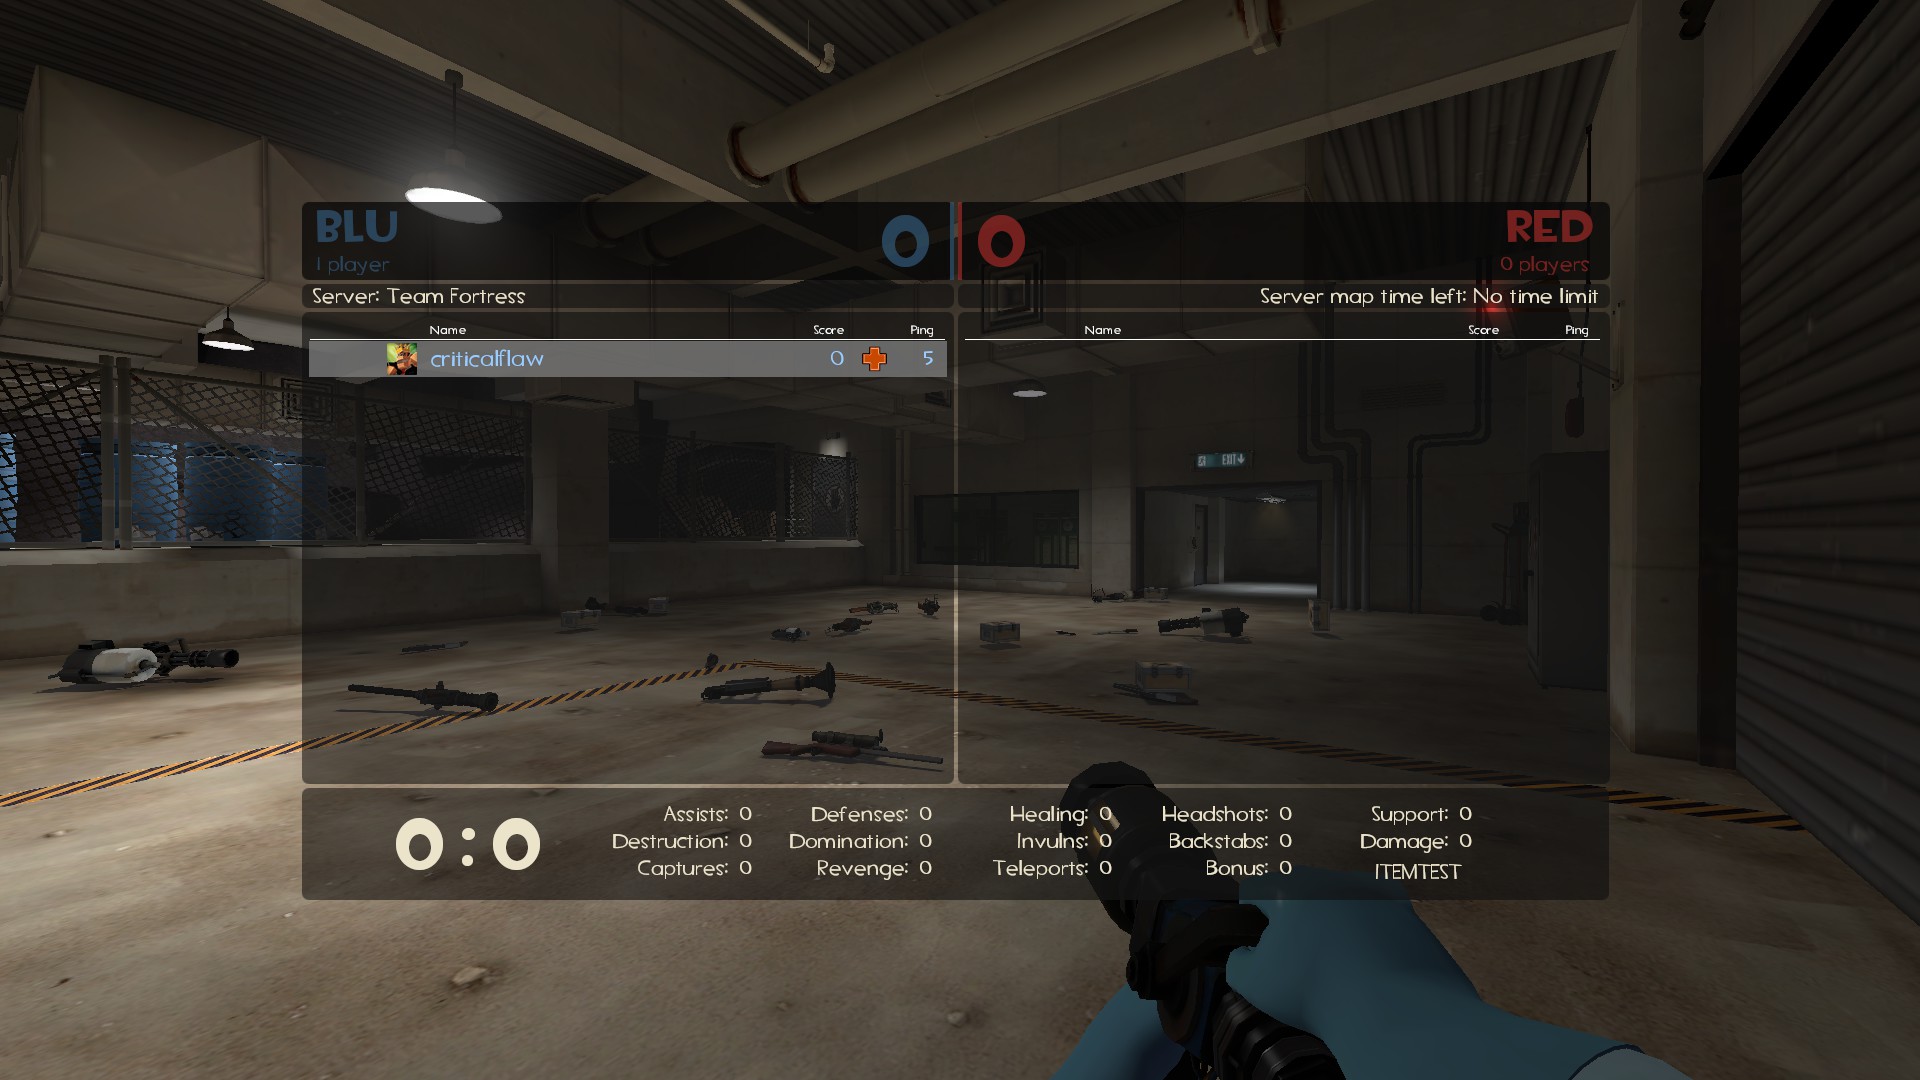 BLU 0 0 RED
1 player 0 players
Server: Team Fortress Server map time left: No time limit
Name Score Ping Name Score Ping
criticalflaw 0 5
EXIT
Assists: 0 Defenses: 0 Healing: 0 Headshots: 0 Support: 0
0 : 0 Destruction: 0 Domination: 0 Invulns: 0 Backstabs: 0 Damage: 0
Captures: 0 Revenge: 0 Teleports: 0 Bonus: 0 ITEMTEST